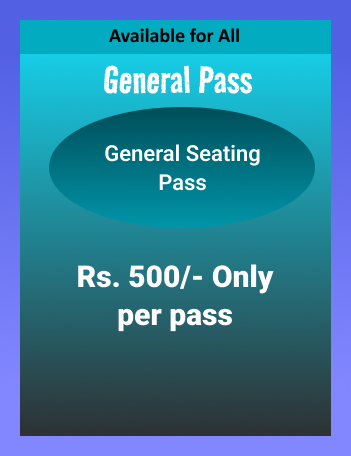 Available for All
General Pass
General Seating
Pass
Rs. 500/- Only
per pass